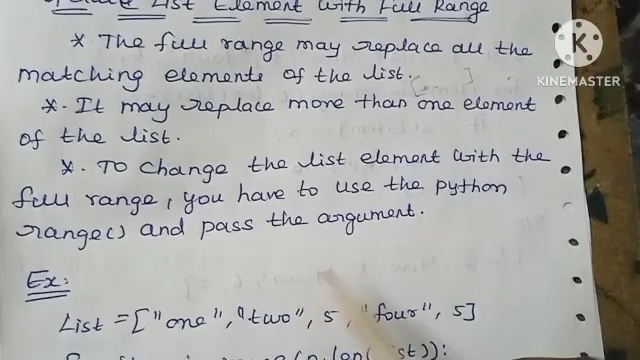 List Element with Full Range
* The full range may replace all the
matching elements of the list.
*. It may replace more than one element
of the list.
*. To change the list element with the
full range, you have to use the python
range() and pass the argument.
Ex:
List = ["one", "two", 5, "four", 5]
KINEMASTER